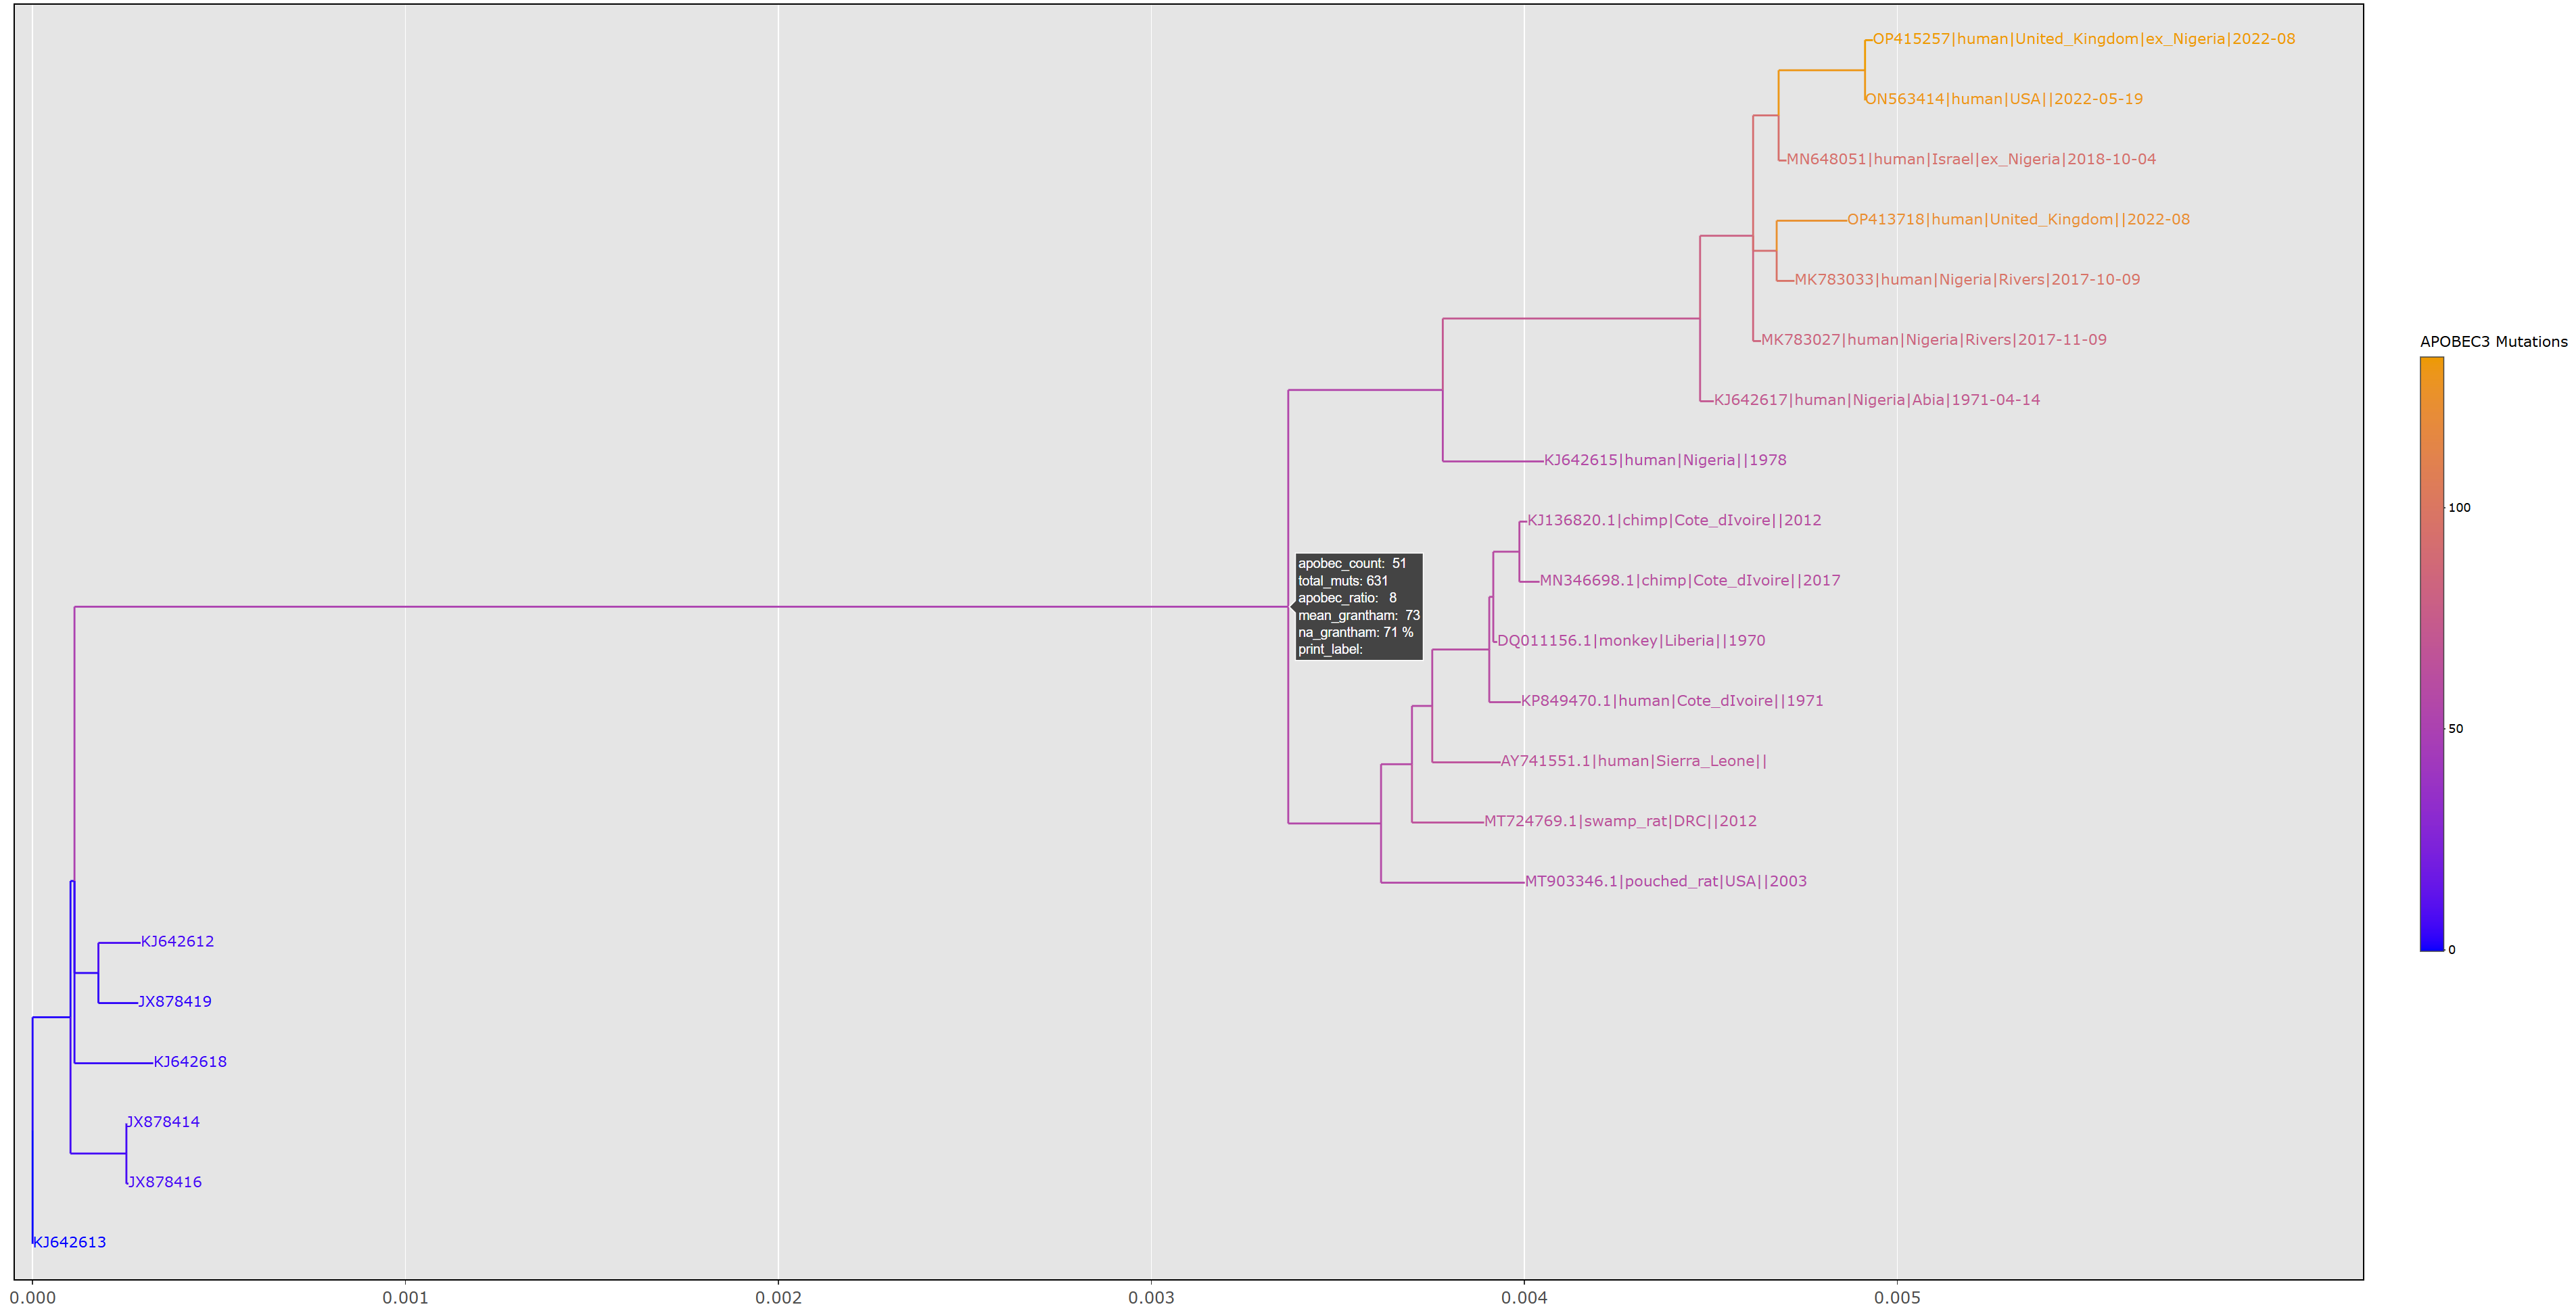 OP415257|human|United_Kingdom|ex_Nigeria|2022-08
ON563414|human|USA||2022-05-19
MN648051|human|Israel|ex_Nigeria|2018-10-04
OP413718|human|United_Kingdom||2022-08
MK783033|human|Nigeria|Rivers|2017-10-09
MK783027|human|Nigeria|Rivers|2017-11-09
KJ642617|human|Nigeria|Abia|1971-04-14
KJ642615|human|Nigeria||1978
KJ136820.1|chimp|Cote_dIvoire||2012
MN346698.1|chimp|Cote_dIvoire||2017
DQ011156.1|monkey|Liberia||1970
KP849470.1|human|Cote_dIvoire||1971
AY741551.1|human|Sierra_Leone||
MT724769.1|swamp_rat|DRC||2012
MT903346.1|pouched_rat|USA||2003
apobec_count: 51
total_muts: 631
apobec_ratio: 8
mean_grantham: 73
na_grantham: 71 %
print_label:
KJ642612
JX878419
KJ642618
JX878414
JX878416
KJ642613
0.000
0.001
0.002
0.003
0.004
0.005
APOBEC3 Mutations
100
50
0